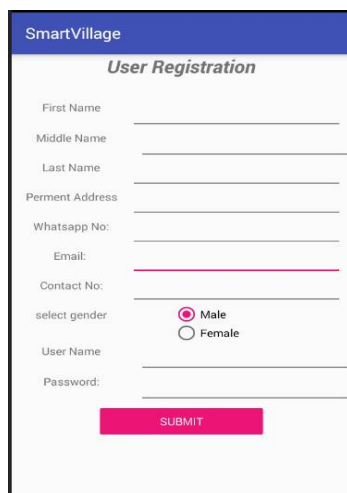 SmartVillage
User Registration
First Name
Middle Name
Last Name
Perment Address
Whatsapp No:
Email:
Contact No:
select gender
Male
Female
User Name
Password:
SUBMIT